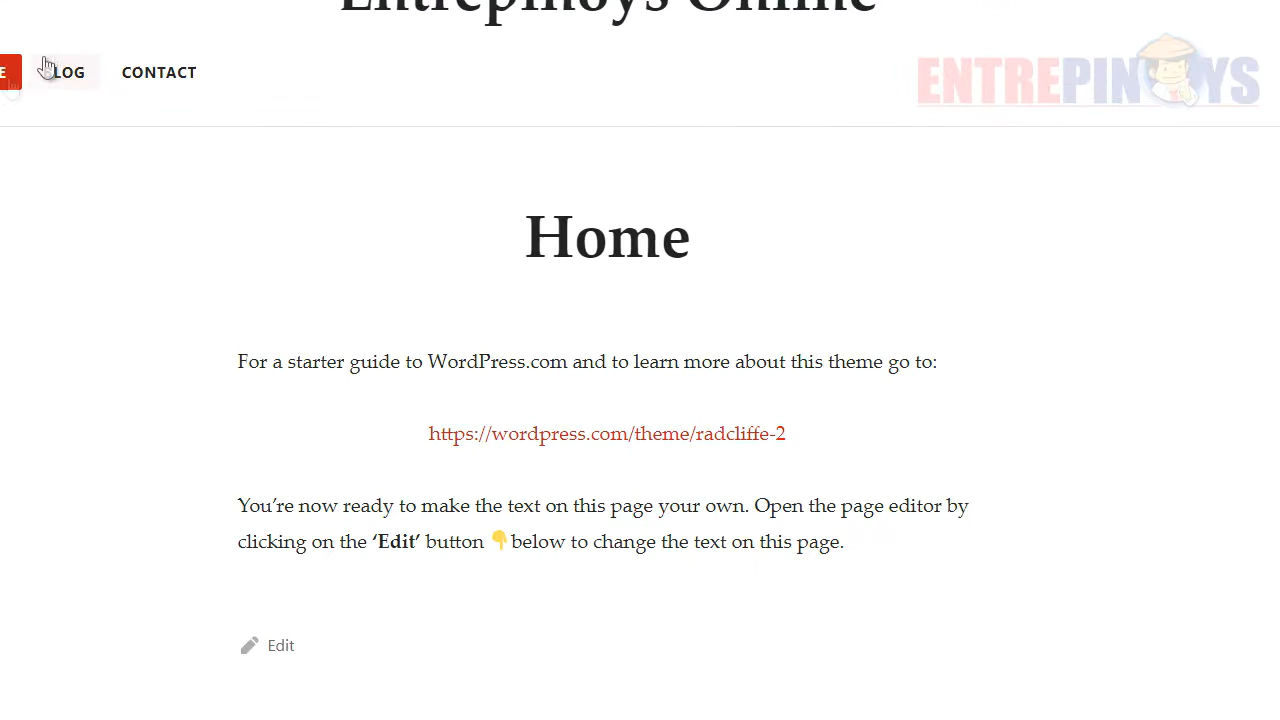 Entrepinoys Online
E
BLOG
CONTACT
ENTREPINOYS
Home
For a starter guide to WordPress.com and to learn more about this theme go to:
https://wordpress.com/theme/radcliffe-2
You’re now ready to make the text on this page your own. Open the page editor by
clicking on the ‘Edit’ button 👇 below to change the text on this page.
Edit